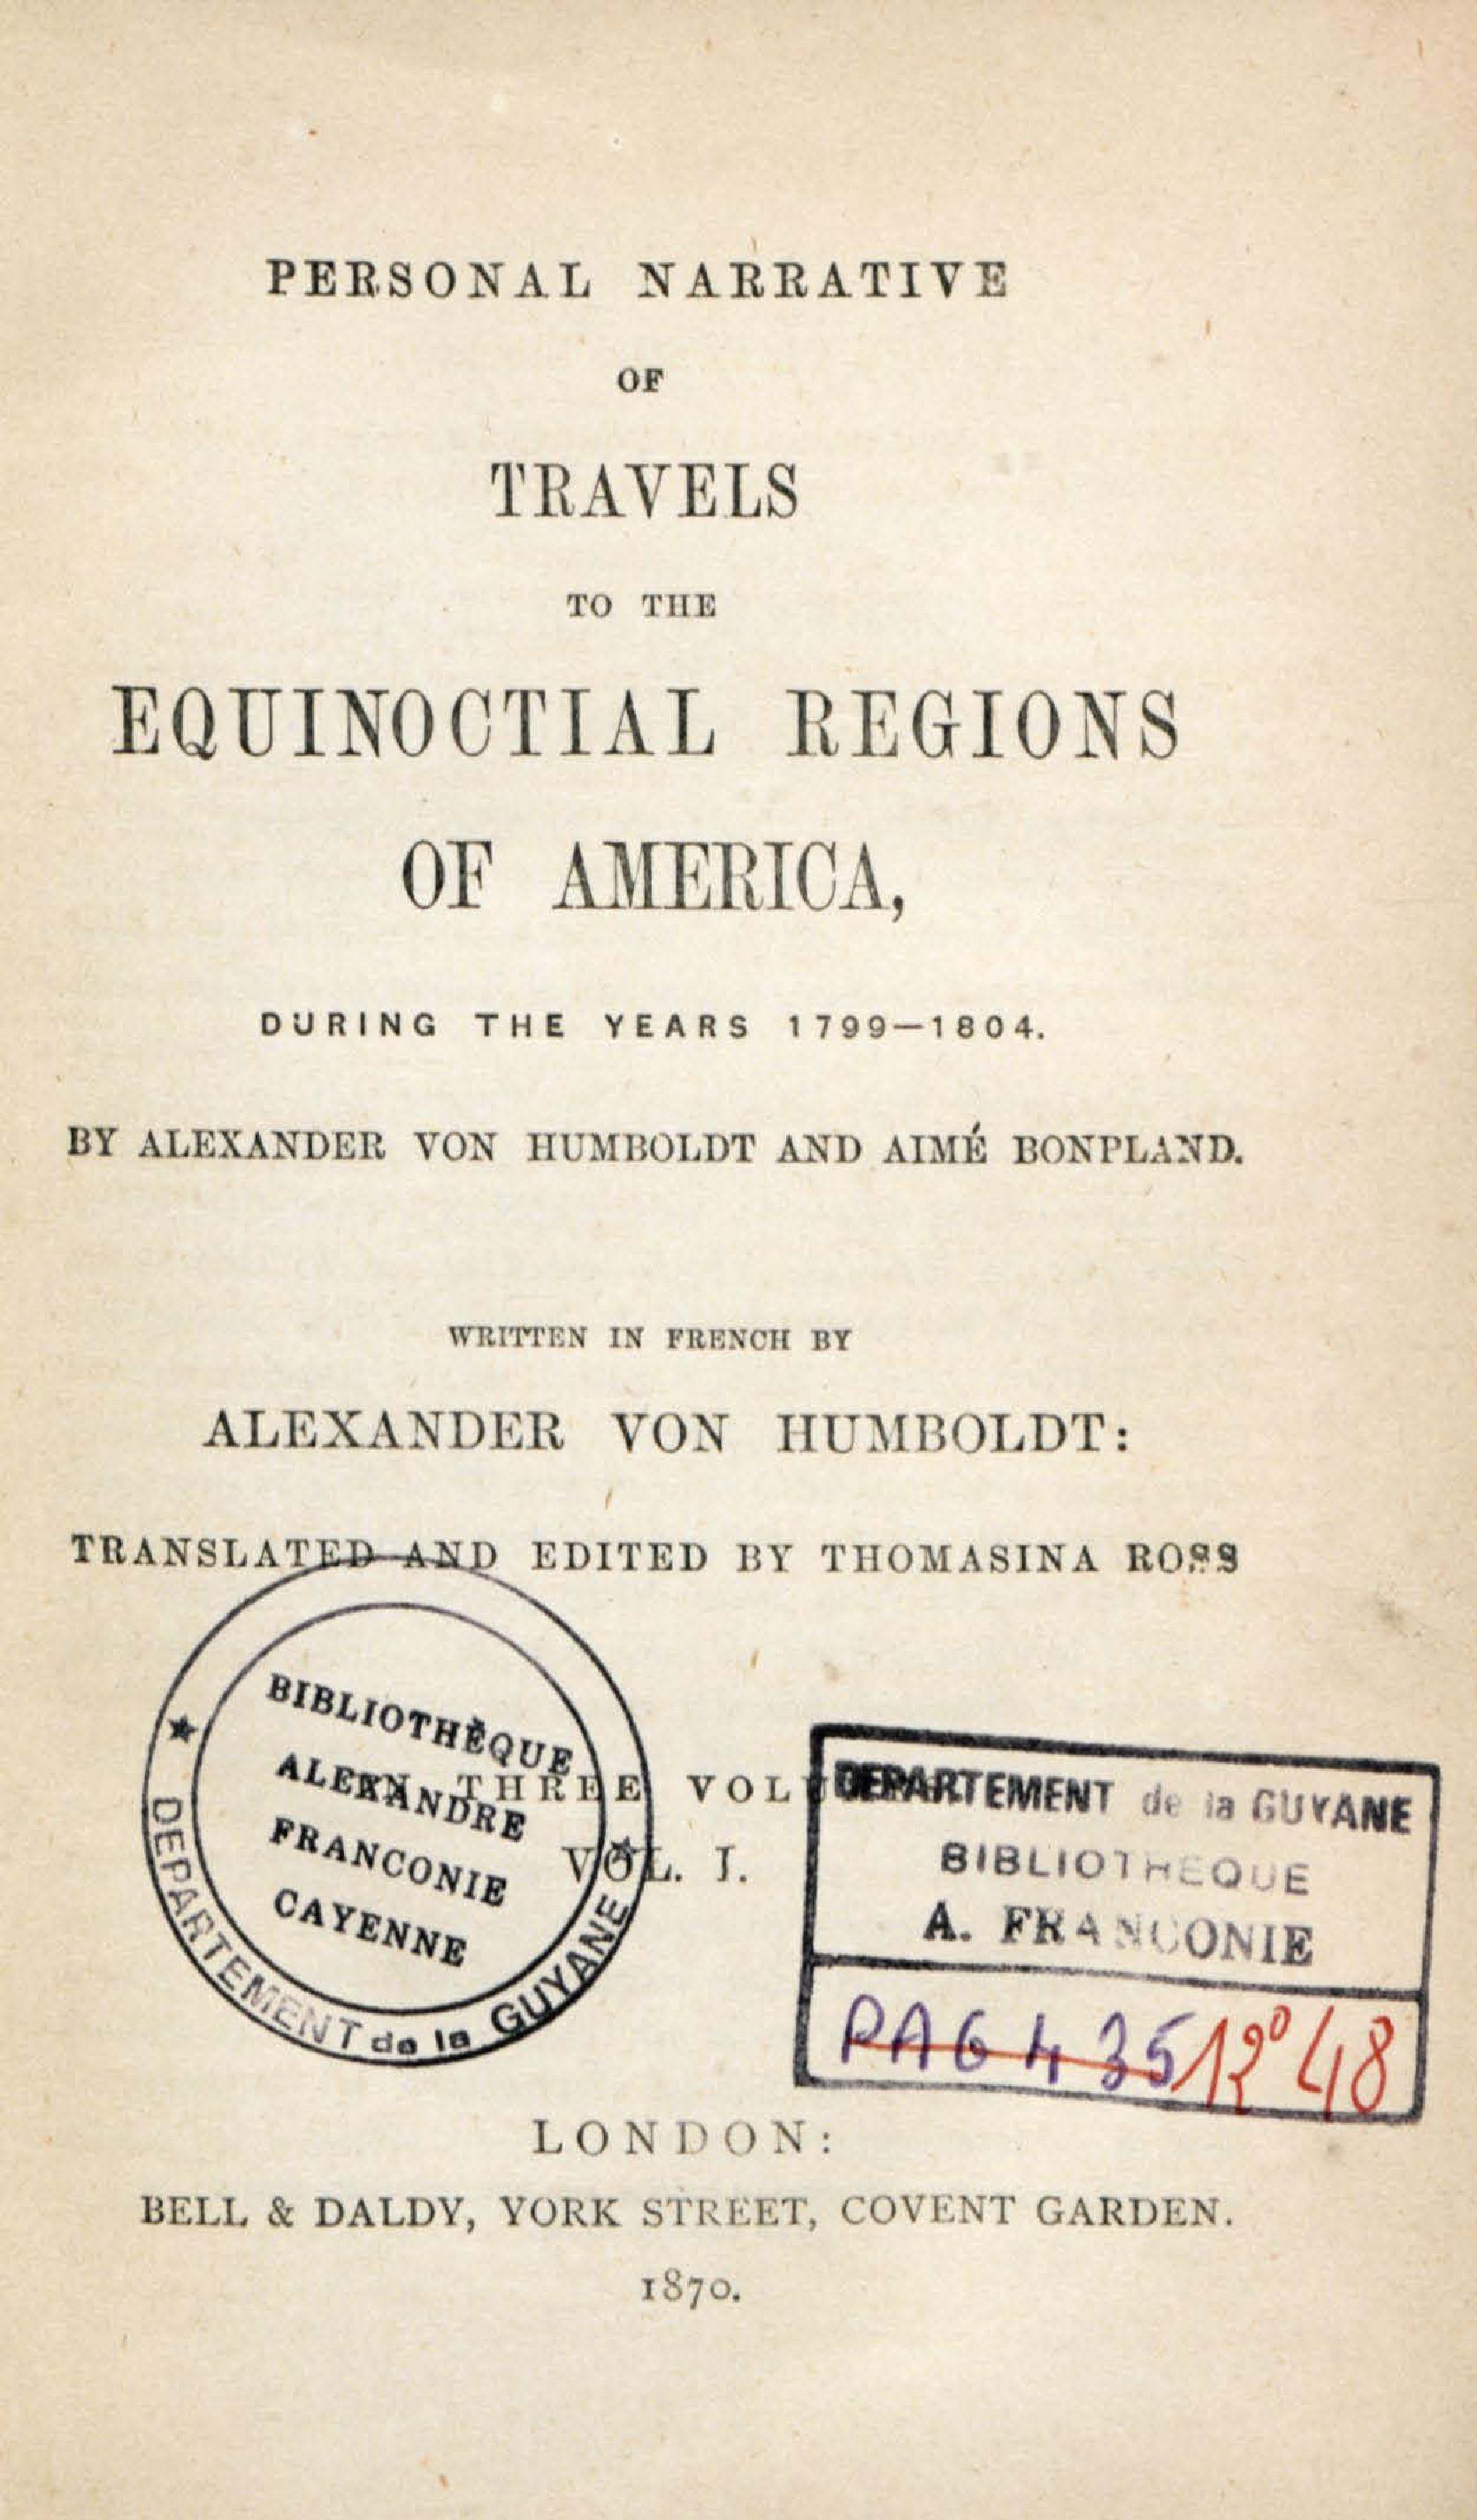 PERSONAL NARRATIVE
OF
TRAVELS
TO THE
EQUINOCTIAL REGIONS
OF AMERICA,
DURING THE YEARS 1799—1804.
BY ALEXANDER VON HUMBOLDT AND AIMÉ BONPLAND.
WRITTEN IN FRENCH BY
ALEXANDER VON HUMBOLDT:
TRANSLATED AND EDITED BY THOMASINA ROSS
BIBLIOTHÈQUE
ALEXANDRE
FRANCONIE
CAYENNE
DEPARTEMENT de la GUYANE
THREE VOL
VOL. I.
DEPARTEMENT de la GUYANE
BIBLIOTHEQUE
A. FRANCONIE
PAG 435 12° 48
LONDON:
BELL & DALDY, YORK STREET, COVENT GARDEN.
1870.